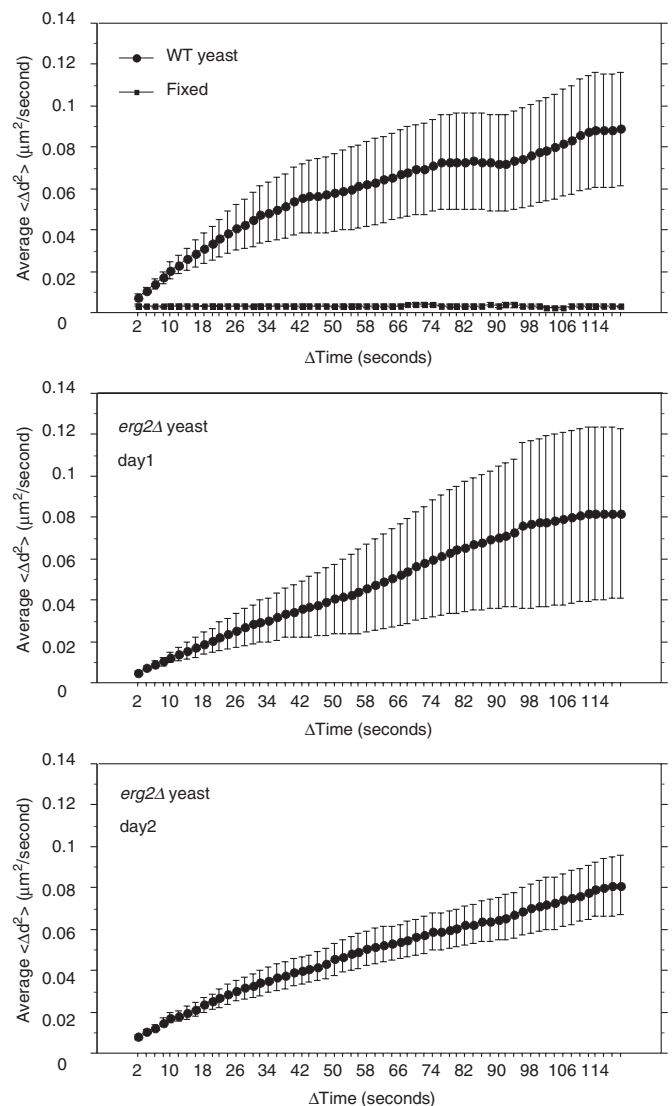 0.14
0.12
0.1
0.08
0.06
0.04
0.02
0
Average <Δd²> (μm²/second)
WT yeast
Fixed
2 10 18 26 34 42 50 58 66 74 82 90 98 106 114
ΔTime (seconds)
0.14
0.12
0.1
0.08
0.06
0.04
0.02
0
Average <Δd²> (μm²/second)
erg2Δ yeast
day1
2 10 18 26 34 42 50 58 66 74 82 90 98 106 114
ΔTime (seconds)
0.14
0.12
0.1
0.08
0.06
0.04
0.02
0
Average <Δd²> (μm²/second)
erg2Δ yeast
day2
2 10 18 26 34 42 50 58 66 74 82 90 98 106 114
ΔTime (seconds)